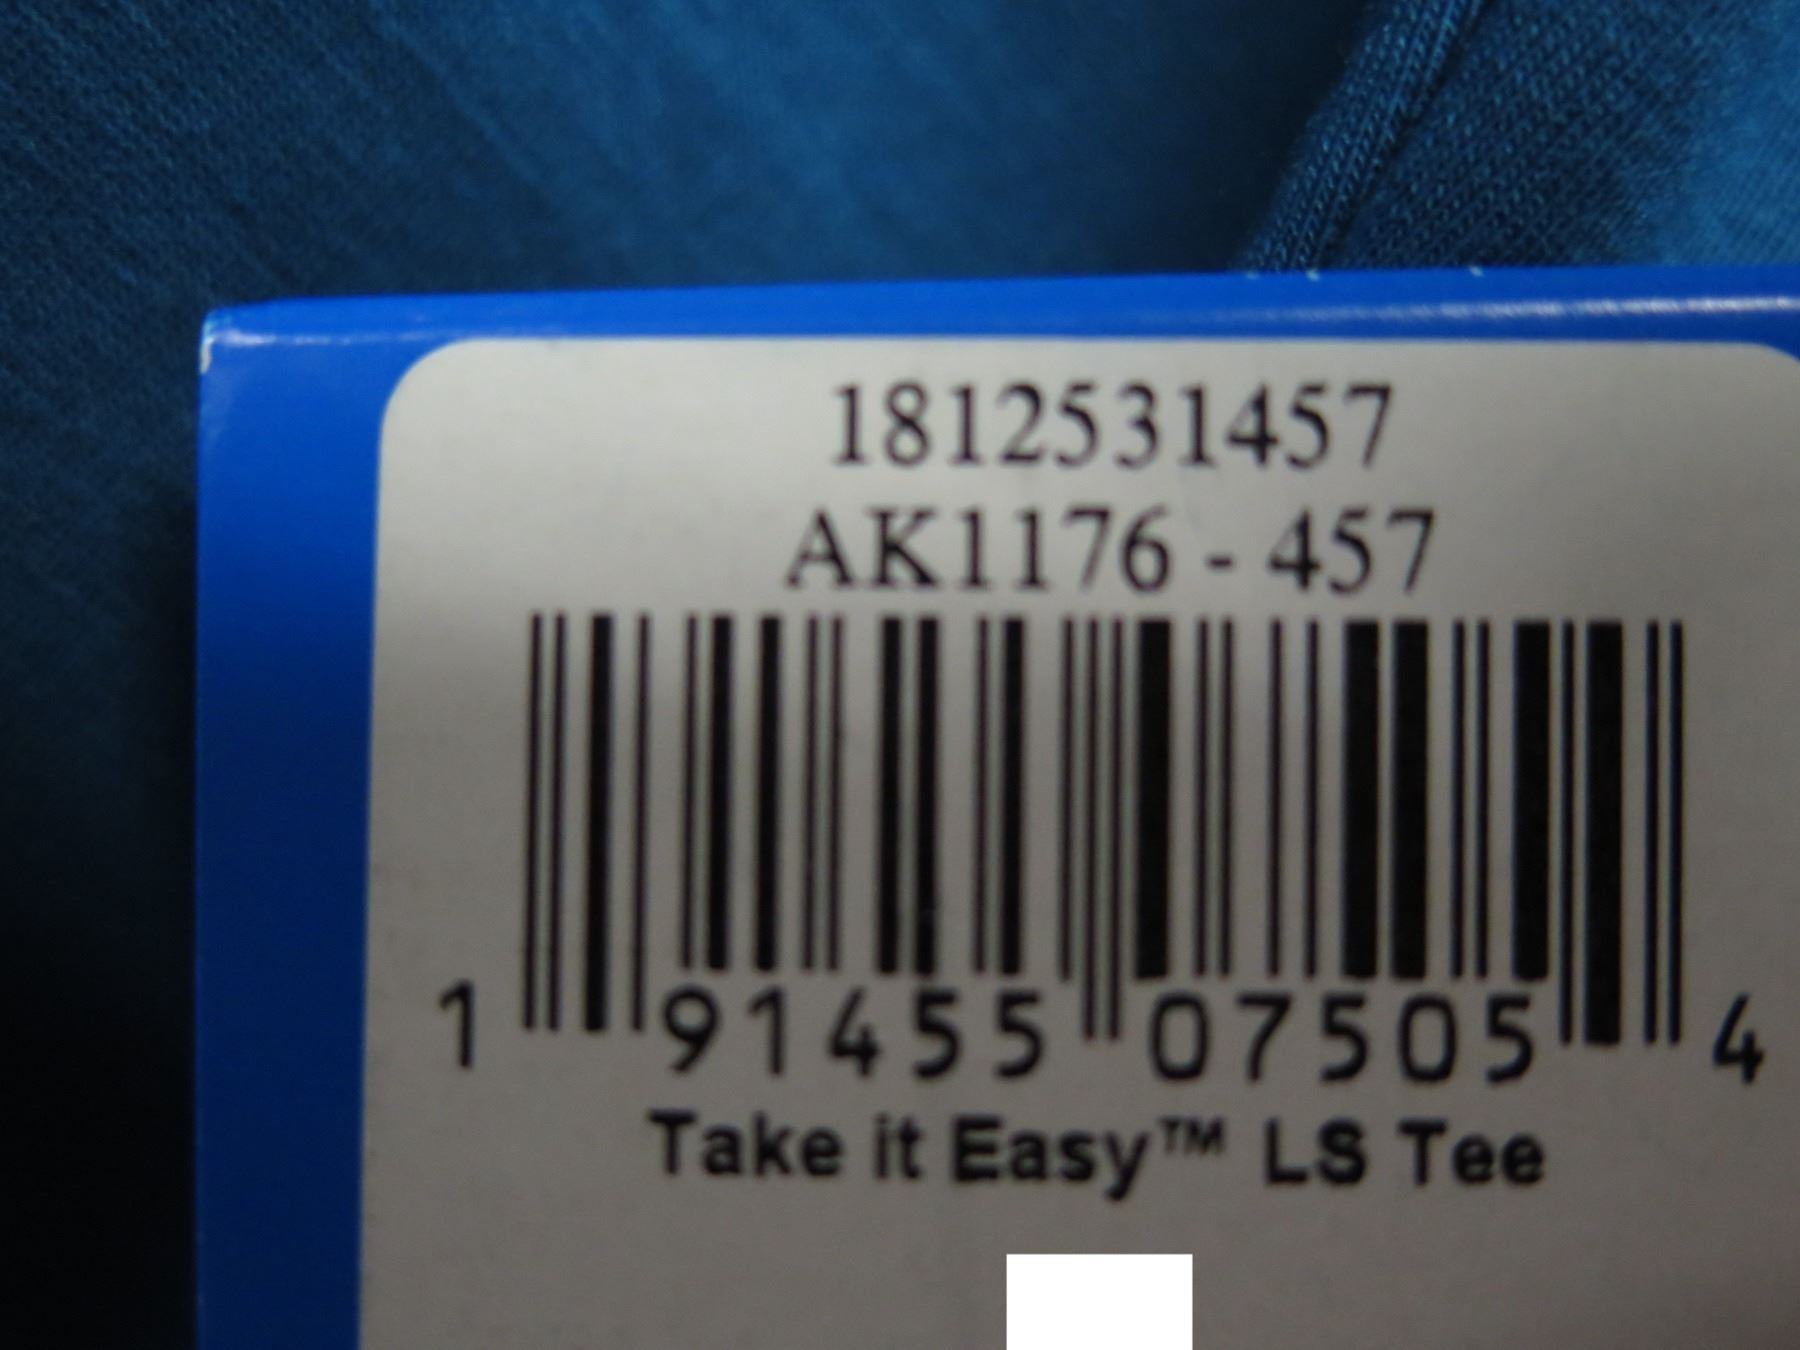 1812531457
AK1176 - 457
1 91455 07505 4
Take it Easy™ LS Tee